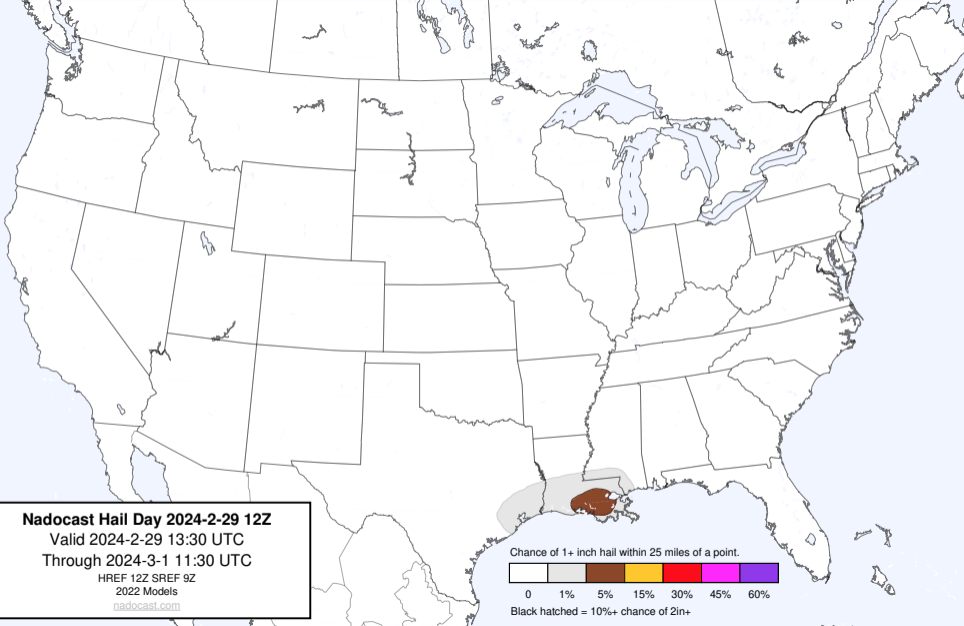 Nadocast Hail Day 2024-2-29 12Z
Valid 2024-2-29 13:30 UTC
Through 2024-3-1 11:30 UTC
HREF 12Z SREF 9Z
2022 Models
nadocast.com
Chance of 1+ inch hail within 25 miles of a point.
0 1% 5% 15% 30% 45% 60%
Black hatched = 10%+ chance of 2in+